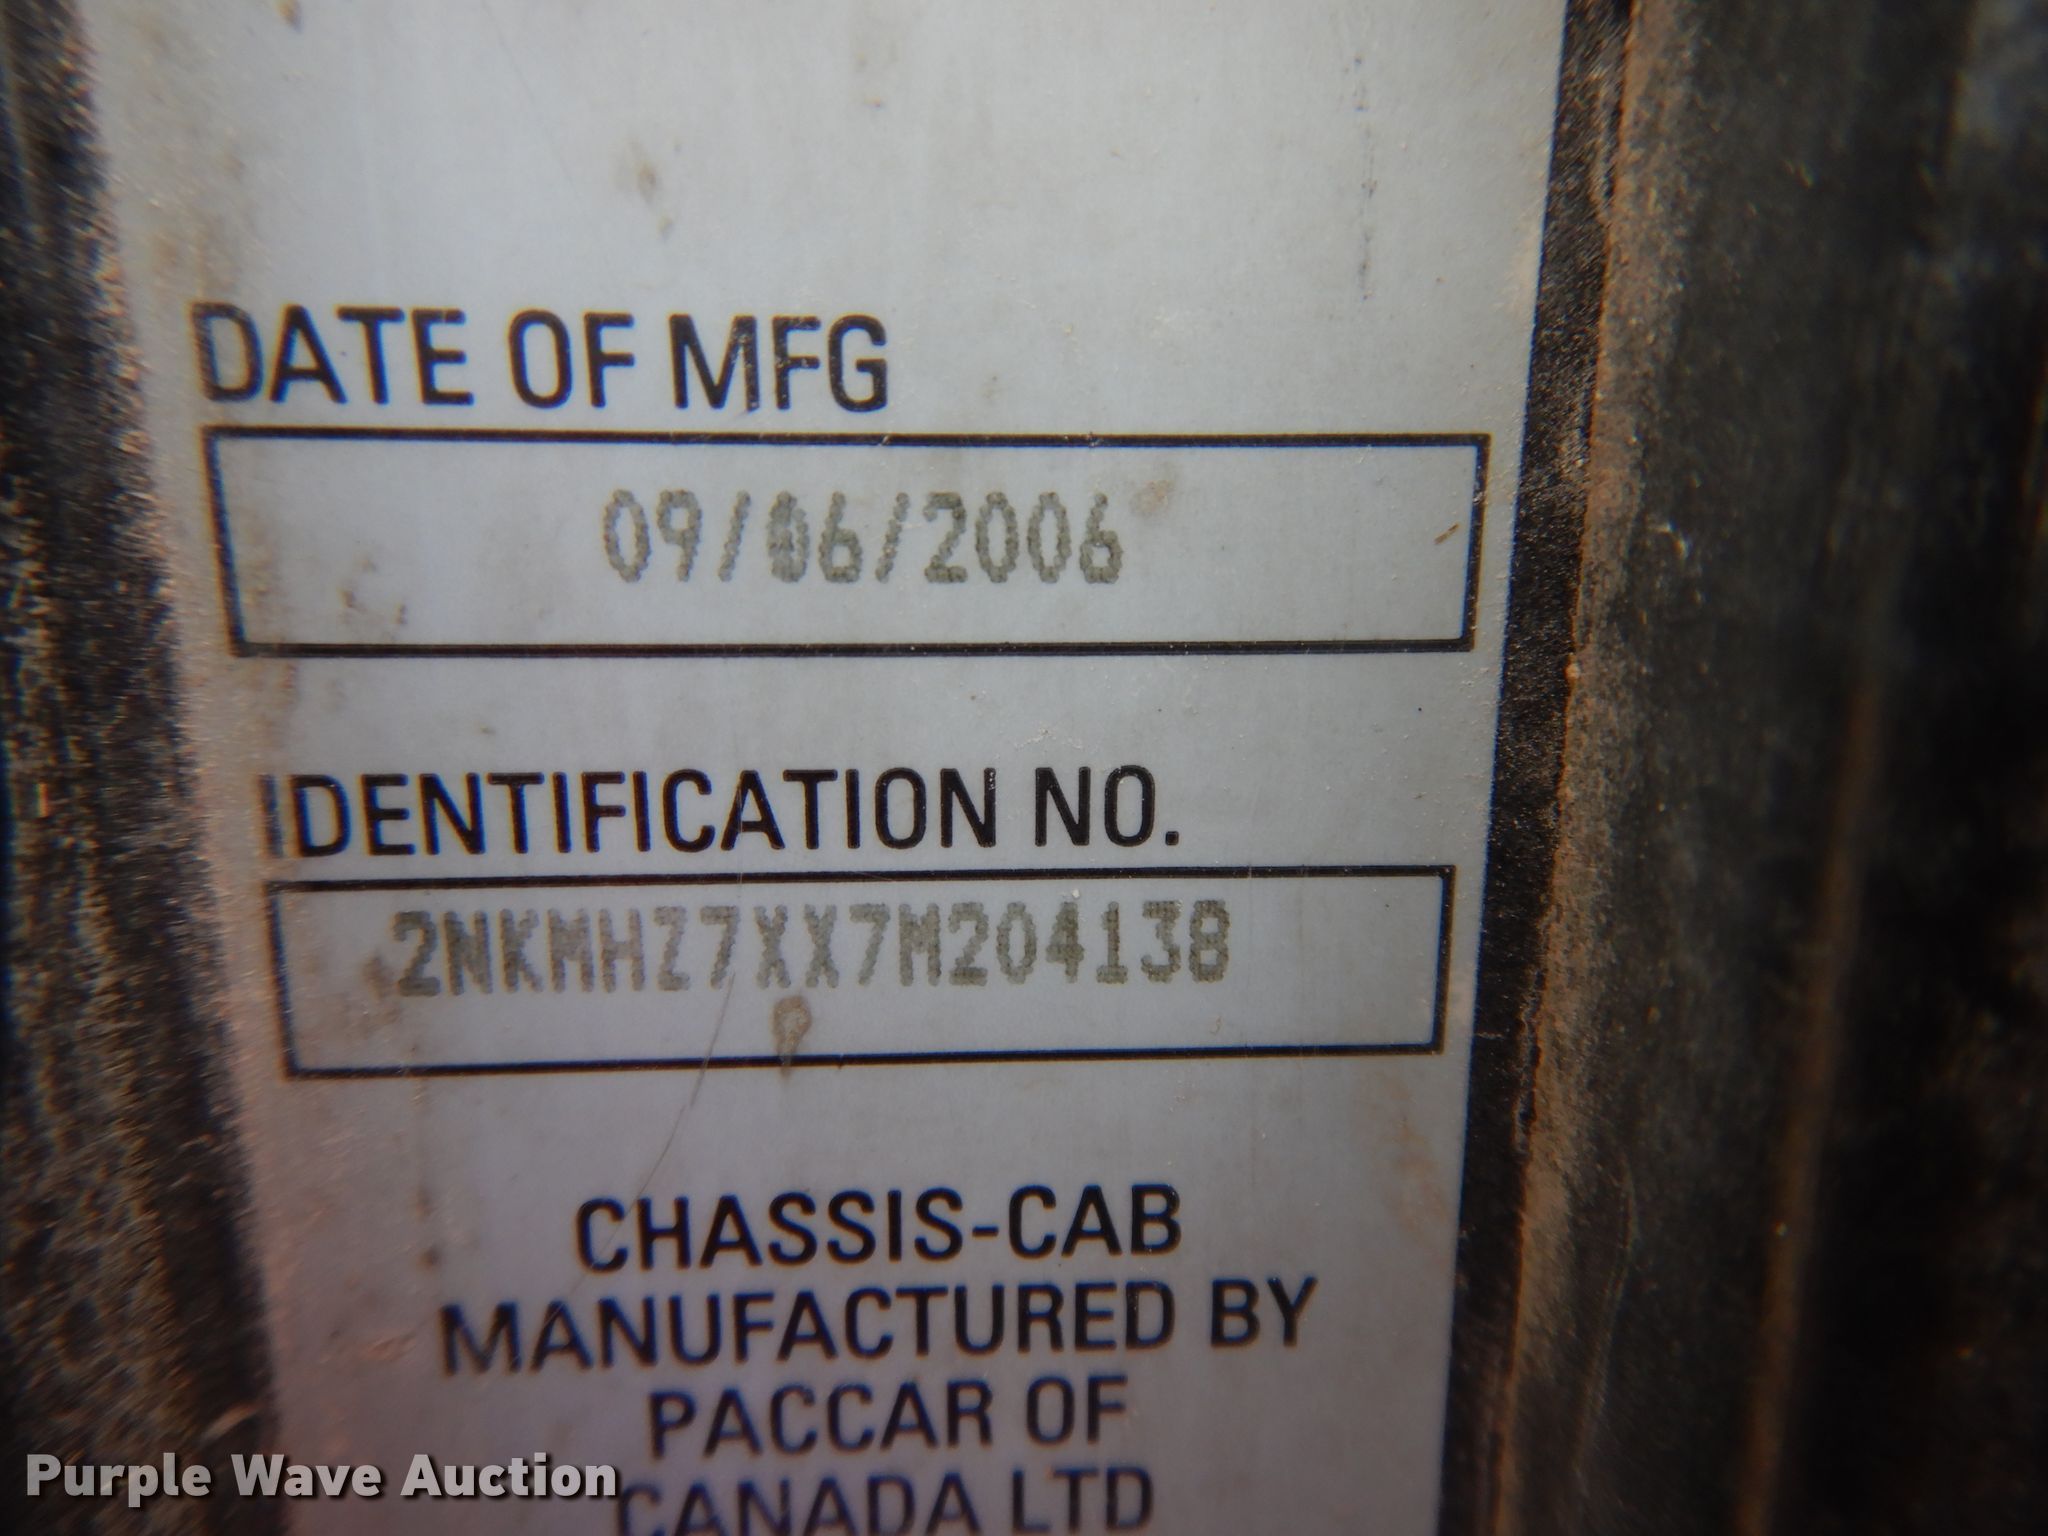 DATE OF MFG
09/06/2006
IDENTIFICATION NO.
2NKMHZ7XX7M204138
CHASSIS-CAB
MANUFACTURED BY
PACCAR OF
CANADA LTD
Purple Wave Auction